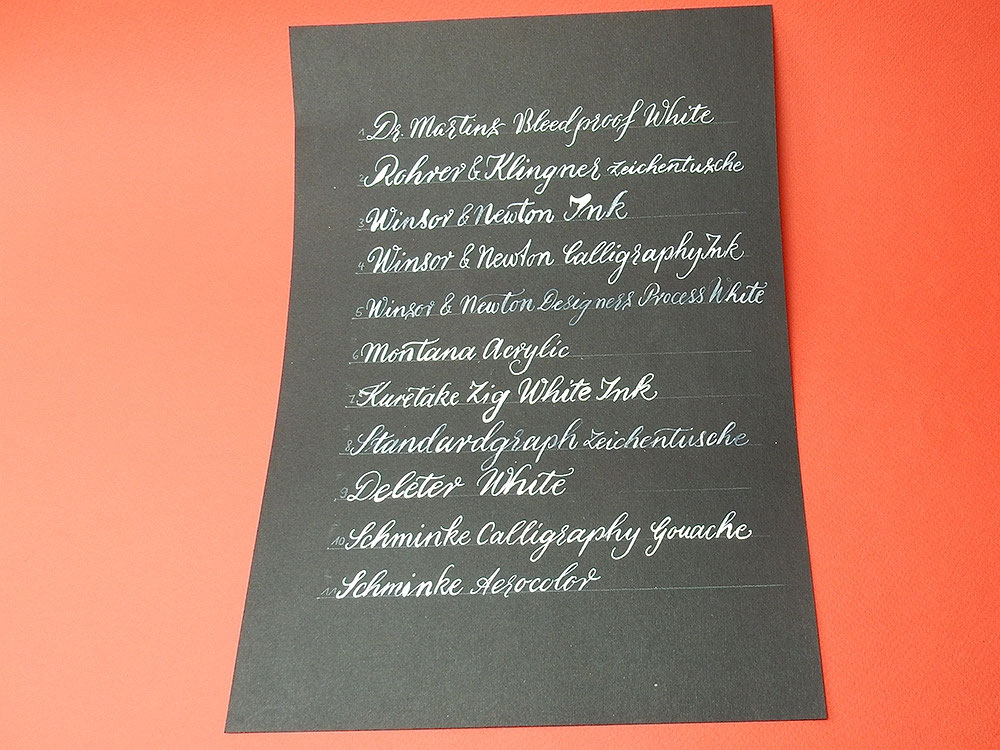 1 Dr. Martins Bleedproof White
2 Rohrer & Klingner Zeichentusche
3 Winsor & Newton Ink
4 Winsor & Newton Calligraphy Ink
5 Winsor & Newton Designers Process White
6 Montana Acrylic
7 Kuretake Zig White Ink
8 Standardgraph Zeichentusche
9 Deleter White
10 Schminke Calligraphy Gouache
11 Schminke Aerocolor